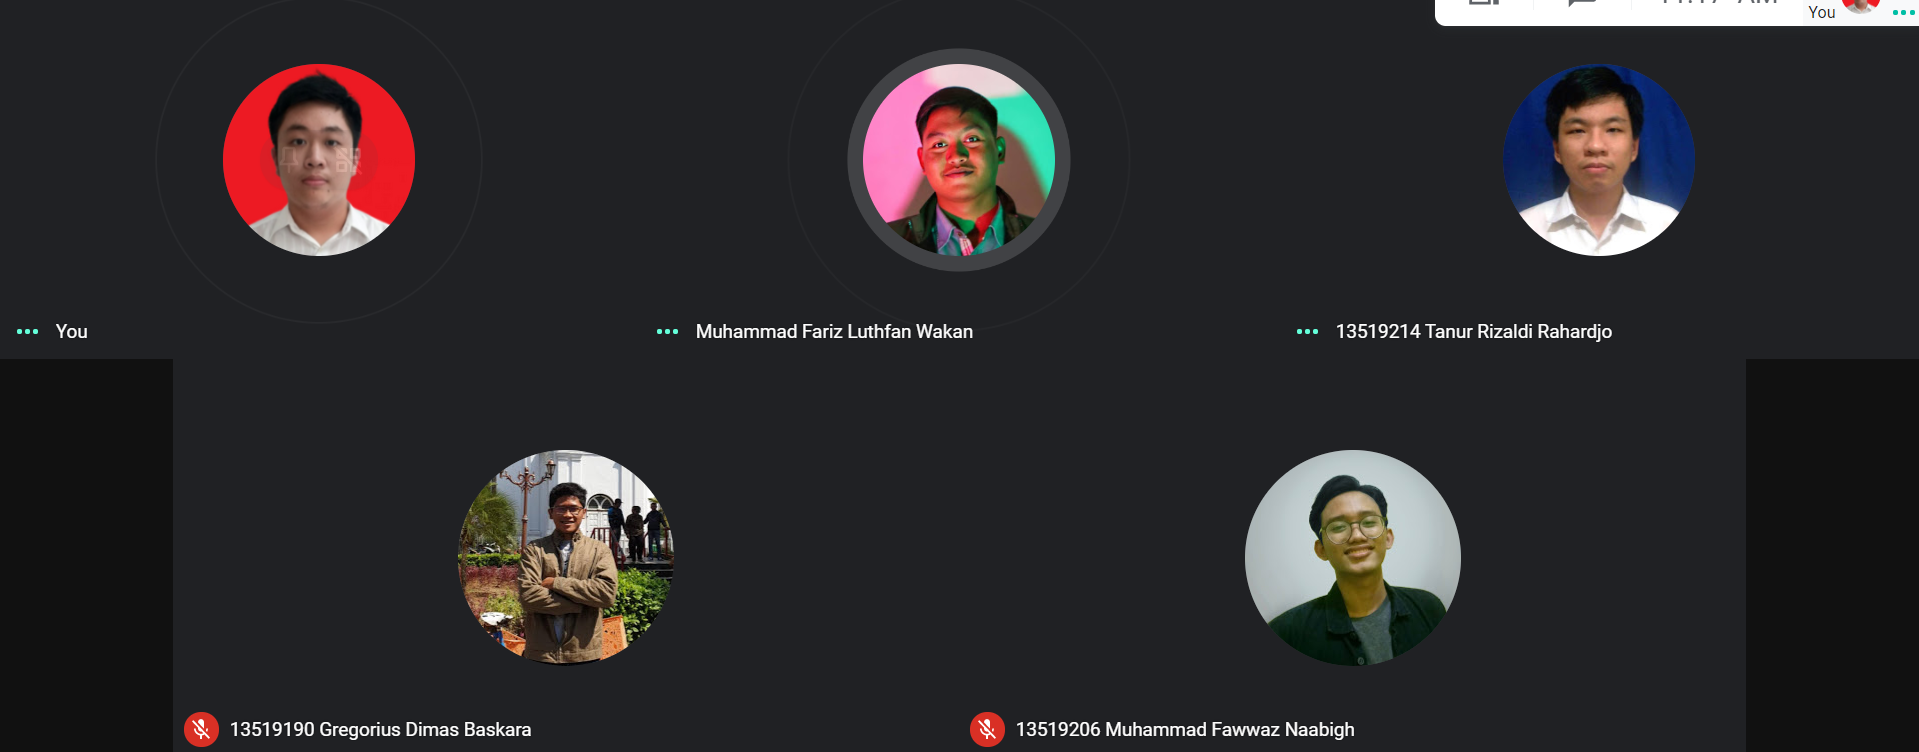 You
You
Muhammad Fariz Luthfan Wakan
13519214 Tanur Rizaldi Rahardjo
13519190 Gregorius Dimas Baskara
13519206 Muhammad Fawwaz Naabigh